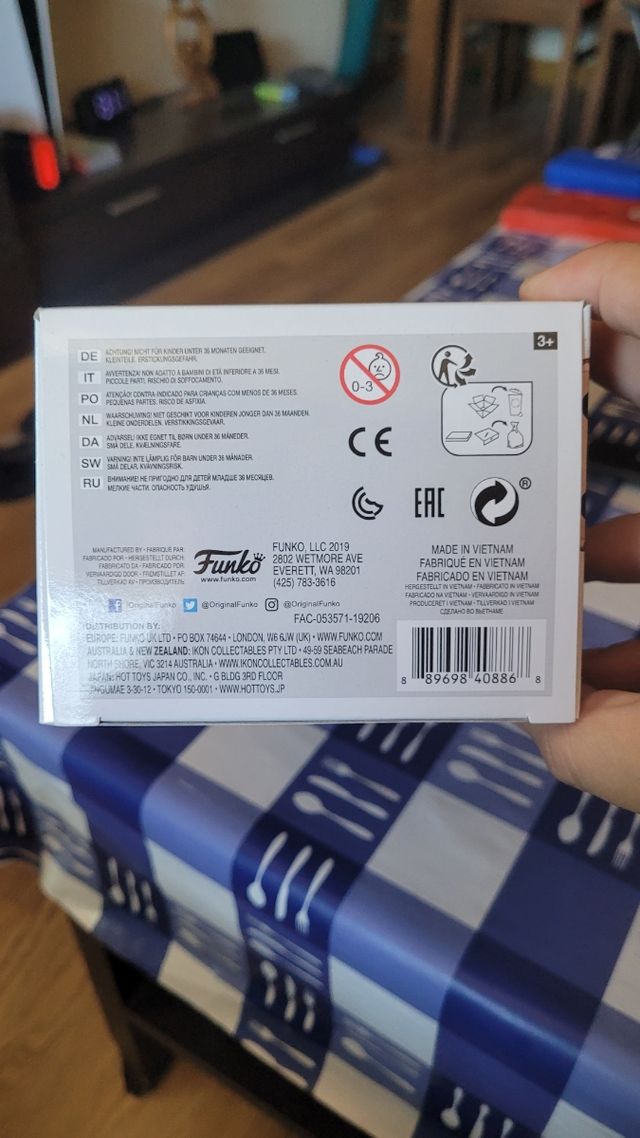 3+
DE ACHTUNG! NICHT FÜR KINDER UNTER 36 MONATEN GEEIGNET.
KLEINTEILE. ERSTICKUNGSGEFAHR.
IT AVVERTENZA! NON ADATTO A BAMBINI DI ETÀ INFERIORE A 36 MESI.
PICCOLE PARTI. RISCHIO DI SOFFOCAMENTO.
PO ATENÇÃO! CONTRA-INDICADO PARA CRIANÇAS COM MENOS DE 36 MESES.
PEQUENAS PARTES. RISCO DE ASFIXIA.
NL WAARSCHUWING! NIET GESCHIKT VOOR KINDEREN JONGER DAN 36 MAANDEN.
KLEINE ONDERDELEN. VERSTIKKINGSGEVAAR.
DA ADVARSEL! IKKE EGNET TIL BØRN UNDER 36 MÅNEDER.
SMÅ DELE. KVÆLNINGSFARE.
SW VARNING! INTE LÄMPLIG FÖR BARN UNDER 36 MÅNADER.
SMÅ DELAR. KVÄVNINGSRISK.
RU ВНИМАНИЕ! НЕ ПРИГОДНО ДЛЯ ДЕТЕЙ МЛАДШЕ 36 МЕСЯЦЕВ.
МЕЛКИЕ ЧАСТИ. ОПАСНОСТЬ УДУШЬЯ.
0-3
CE
EAC
®
MANUFACTURED BY • FABRIQUÉ PAR:
FABRICADO POR • HERGESTELLT DURCH:
FABBRICATO DA • FABRICADO POR:
VERVAARDIGD DOOR • FREMSTILLET AF:
TILLVERKAD AV • ПРОИЗВОДИТЕЛЬ:
Funko
www.funko.com
FUNKO, LLC 2019
2802 WETMORE AVE
EVERETT, WA 98201
(425) 783-3616
MADE IN VIETNAM
FABRIQUÉ EN VIETNAM
FABRICADO EN VIETNAM
HERGESTELLT IN VIETNAM • FABBRICATO IN VIETNAM
FABRICADO NA VIETNAM • VERVAARDIGD IN VIETNAM
PRODUCERET I VIETNAM • TILLVERKAD I VIETNAM
СДЕЛАНО ВО ВЬЕТНАМЕ
/OriginalFunko @OriginalFunko @OriginalFunko
FAC-053571-19206
DISTRIBUTION BY:
EUROPE: FUNKO UK LTD • PO BOX 74644 • LONDON, W6 6JW (UK) • WWW.FUNKO.COM
AUSTRALIA & NEW ZEALAND: IKON COLLECTABLES PTY LTD • 49-59 SEABEACH PARADE
NORTH SHORE, VIC 3214 AUSTRALIA • WWW.IKONCOLLECTABLES.COM.AU
JAPAN: HOT TOYS JAPAN CO., INC. • G BLDG 3RD FLOOR
3-30-12 • TOKYO 150-0001 • WWW.HOTTOYS.JP
8 89698 40886 8